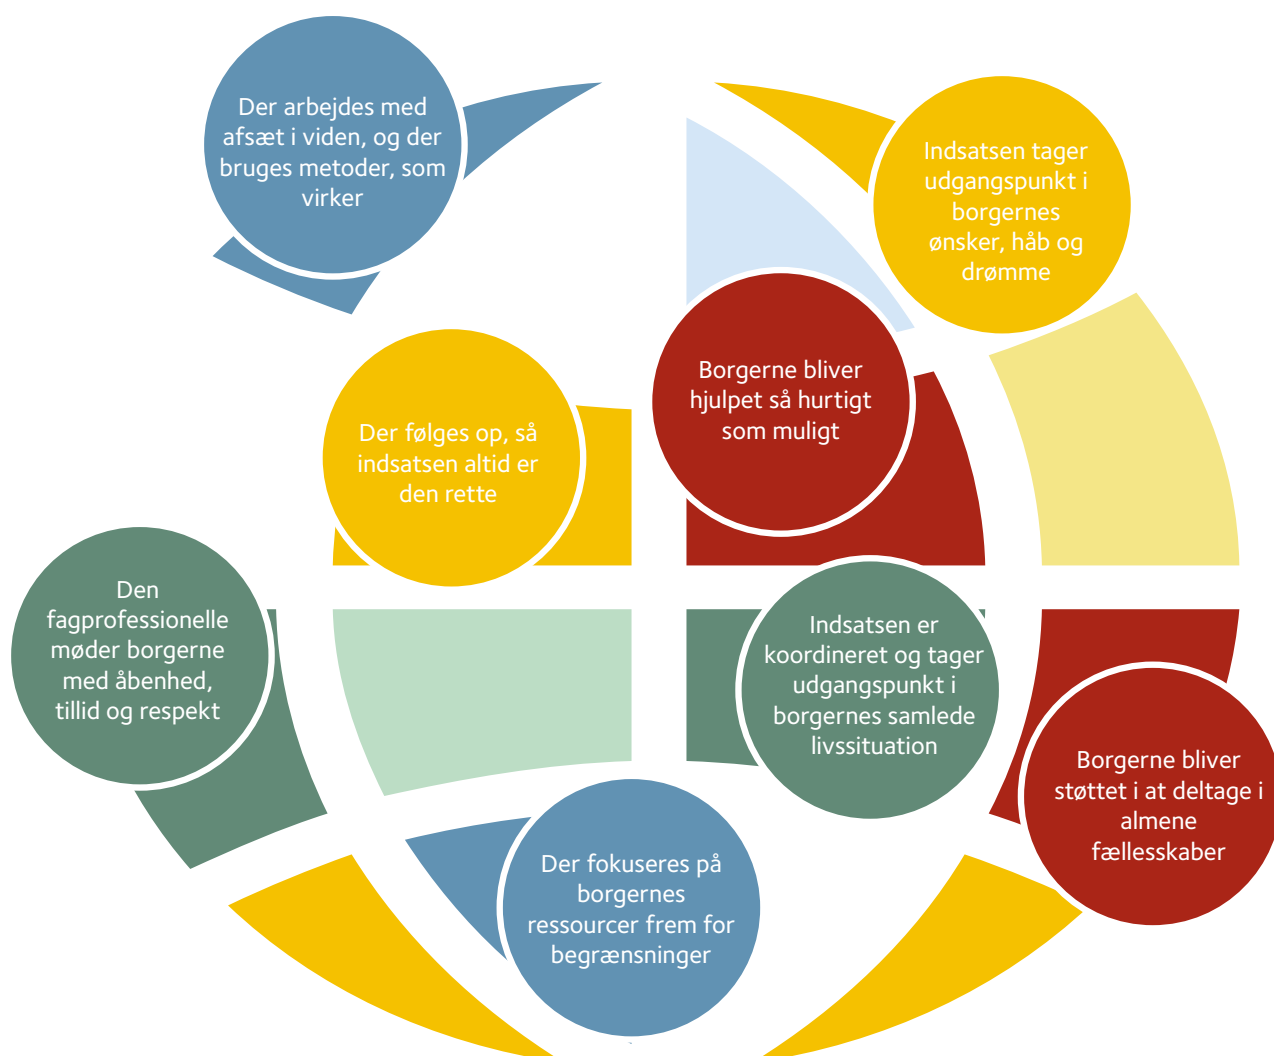 Der arbejdes med
afsæt i viden, og der
bruges metoder, som
virker
Indsatsen tager
udgangspunkt i
borgernes
ønsker, håb og
drømme
Borgerne bliver
hjulpet så hurtigt
som muligt
Der følges op, så
indsatsen altid er
den rette
Den
fagprofessionelle
møder borgerne
med åbenhed,
tillid og respekt
Indsatsen er
koordineret og tager
udgangspunkt i
borgernes samlede
livssituation
Borgerne bliver
støttet i at deltage i
almene
fællesskaber
Der fokuseres på
borgernes
ressourcer frem for
begrænsninger